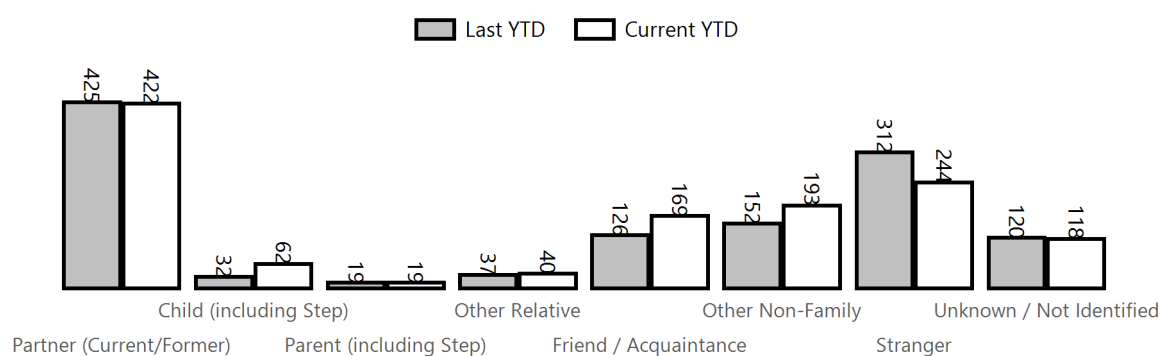 Last YTD
Current YTD
425
422
32
62
19
19
37
40
126
169
152
193
312
244
120
118
Child (including Step)
Other Relative
Other Non-Family
Unknown / Not Identified
Partner (Current/Former)
Parent (including Step)
Friend / Acquaintance
Stranger